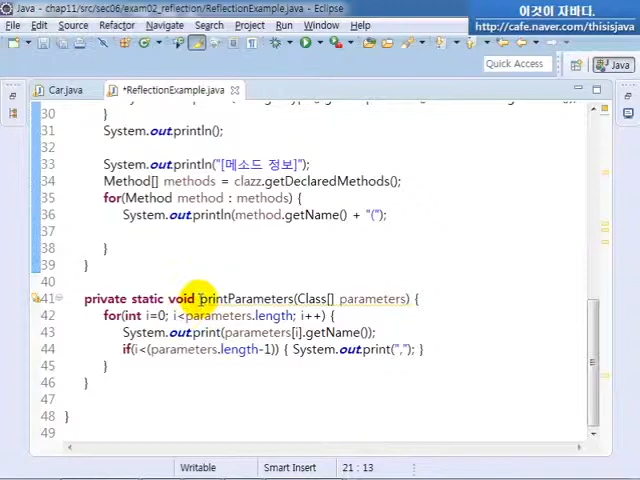 Java - chap11/src/sec06/exam02_reflection/ReflectionExample.java - Eclipse
이것이 자바다.
http://cafe.naver.com/thisisjava
File Edit Source Refactor Navigate Search Project Run Window Help
Quick Access
Java
Car.java
*ReflectionExample.java
30 }
31 System.out.println();
32
33 System.out.println("[메소드 정보]");
34 Method[] methods = clazz.getDeclaredMethods();
35 for(Method method : methods) {
36 System.out.println(method.getName() + "(");
37
38 }
39 }
40
41 private static void printParameters(Class[] parameters) {
42 for(int i=0; i<parameters.length; i++) {
43 System.out.print(parameters[i].getName());
44 if(i<(parameters.length-1)) { System.out.print(","); }
45 }
46 }
47
48 }
49
Writable Smart Insert 21 : 13